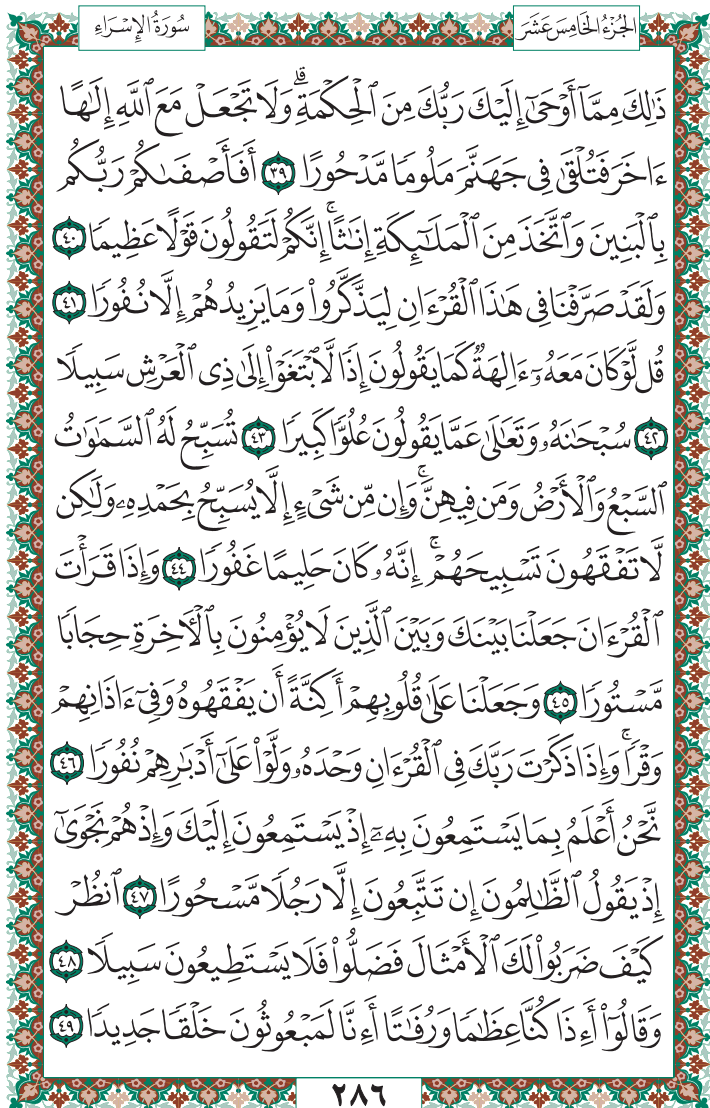 الجُزْءُ الخَامِسَ عَشَرَ
سُورَةُ الإِسْرَاءِ
ذَٰلِكَ مِمَّآ أَوْحَىٰٓ إِلَيْكَ رَبُّكَ مِنَ ٱلْحِكْمَةِۗ وَلَا تَجْعَلْ مَعَ ٱللَّهِ إِلَٰهًا
ءَاخَرَ فَتُلْقَىٰ فِى جَهَنَّمَ مَلُومًا مَّدْحُورًا ٣٩ أَفَأَصْفَىٰكُمْ رَبُّكُم
بِٱلْبَنِينَ وَٱتَّخَذَ مِنَ ٱلْمَلَٰٓئِكَةِ إِنَٰثًاۚ إِنَّكُمْ لَتَقُولُونَ قَوْلًا عَظِيمًا ٤٠
وَلَقَدْ صَرَّفْنَا فِى هَٰذَا ٱلْقُرْءَانِ لِيَذَّكَّرُوا۟ وَمَا يَزِيدُهُمْ إِلَّا نُفُورًا ٤١
قُل لَّوْ كَانَ مَعَهُۥٓ ءَالِهَةٌ كَمَا يَقُولُونَ إِذًا لَّٱبْتَغَوْا۟ إِلَىٰ ذِى ٱلْعَرْشِ سَبِيلًا
٤٢ سُبْحَٰنَهُۥ وَتَعَٰلَىٰ عَمَّا يَقُولُونَ عُلُوًّا كَبِيرًا ٤٣ تُسَبِّحُ لَهُ ٱلسَّمَٰوَٰتُ
ٱلسَّبْعُ وَٱلْأَرْضُ وَمَن فِيهِنَّۚ وَإِن مِّن شَىْءٍ إِلَّا يُسَبِّحُ بِحَمْدِهِۦ وَلَٰكِن
لَّا تَفْقَهُونَ تَسْبِيحَهُمْۚ إِنَّهُۥ كَانَ حَلِيمًا غَفُورًا ٤٤ وَإِذَا قَرَأْتَ
ٱلْقُرْءَانَ جَعَلْنَا بَيْنَكَ وَبَيْنَ ٱلَّذِينَ لَا يُؤْمِنُونَ بِٱلْءَاخِرَةِ حِجَابًا
مَّسْتُورًا ٤٥ وَجَعَلْنَا عَلَىٰ قُلُوبِهِمْ أَكِنَّةً أَن يَفْقَهُوهُ وَفِىٓ ءَاذَانِهِمْ
وَقْرًاۚ وَإِذَا ذَكَرْتَ رَبَّكَ فِى ٱلْقُرْءَانِ وَحْدَهُۥ وَلَّوْا۟ عَلَىٰٓ أَدْبَٰرِهِمْ نُفُورًا ٤٦
نَّحْنُ أَعْلَمُ بِمَا يَسْتَمِعُونَ بِهِۦٓ إِذْ يَسْتَمِعُونَ إِلَيْكَ وَإِذْ هُمْ نَجْوَىٰٓ
إِذْ يَقُولُ ٱلظَّٰلِمُونَ إِن تَتَّبِعُونَ إِلَّا رَجُلًا مَّسْحُورًا ٤٧ ٱنظُرْ
كَيْفَ ضَرَبُوا۟ لَكَ ٱلْأَمْثَالَ فَضَلُّوا۟ فَلَا يَسْتَطِيعُونَ سَبِيلًا ٤٨
وَقَالُوٓا۟ أَءِذَا كُنَّا عِظَٰمًا وَرُفَٰتًا أَءِنَّا لَمَبْعُوثُونَ خَلْقًا جَدِيدًا ٤٩
٢٨٦